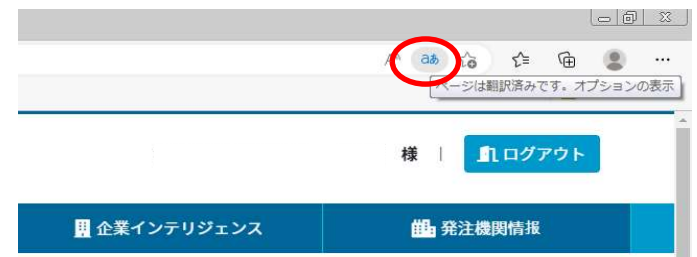 aあ
ページは翻訳済みです。オプションの表示
様 | ログアウト
企業インテリジェンス
発注機関情報